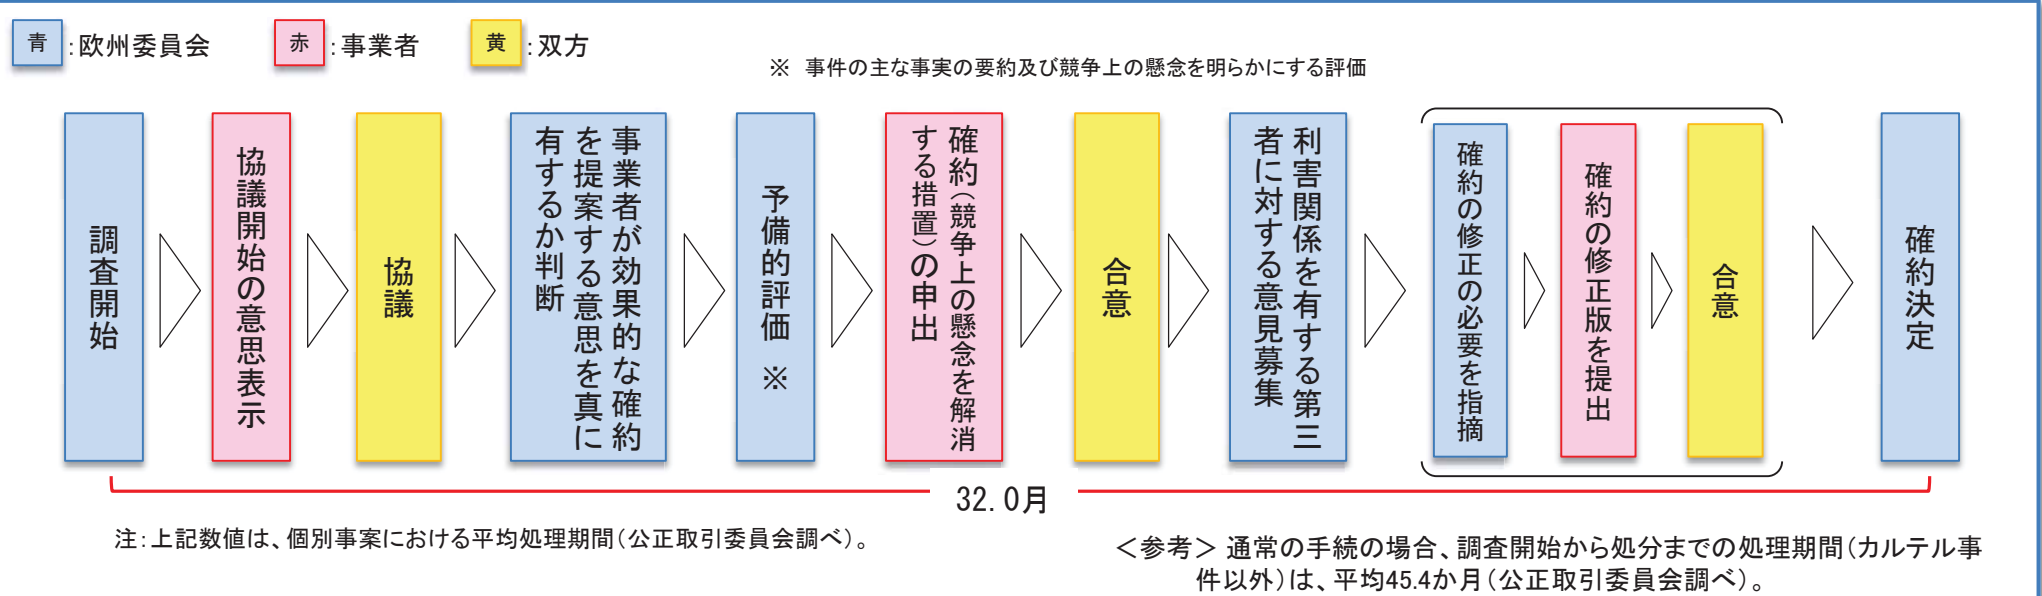 青:欧州委員会
赤:事業者
黄:双方
※ 事件の主な事実の要約及び競争上の懸念を明らかにする評価
調査開始
協議開始の意思表示
協議
事業者が効果的な確約
を提案する意思を真に
有するか判断
予備的評価 ※
確約(競争上の懸念を解消
する措置)の申出
合意
利害関係を有する第三
者に対する意見募集
確約の修正の必要を指摘
確約の修正版を提出
合意
確約決定
32.0月
注:上記数値は、個別事案における平均処理期間(公正取引委員会調べ)。
<参考> 通常の手続の場合、調査開始から処分までの処理期間(カルテル事
件以外)は、平均45.4か月(公正取引委員会調べ)。